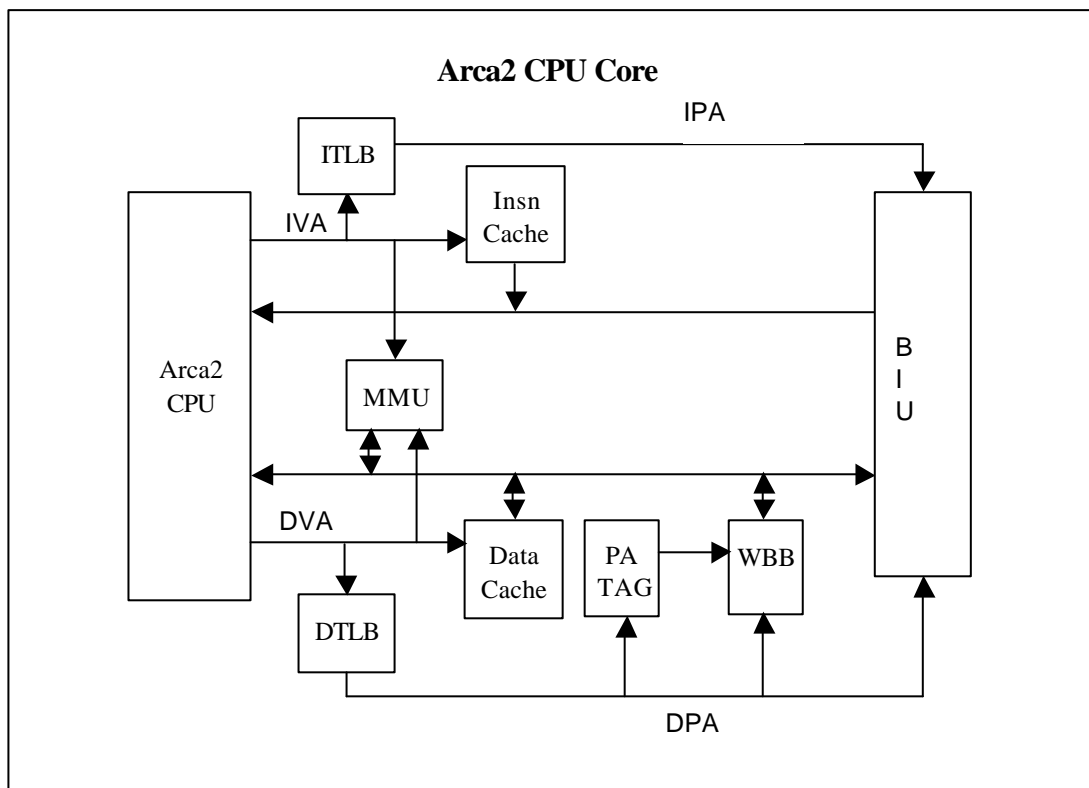 Arca2 CPU Core
IPA
ITLB
Insn
Cache
IVA
Arca2
CPU
MMU
B
I
U
DVA
Data
Cache
PA
TAG
WBB
DTLB
DPA